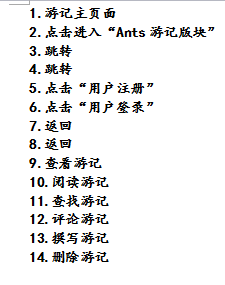 1.游记主页面
2.点击进入“Ants 游记版块”
3.跳转
4.跳转
5.点击“用户注册”
6.点击“用户登录”
7.返回
8.返回
9.查看游记
10.阅读游记
11.查找游记
12.评论游记
13.撰写游记
14.删除游记